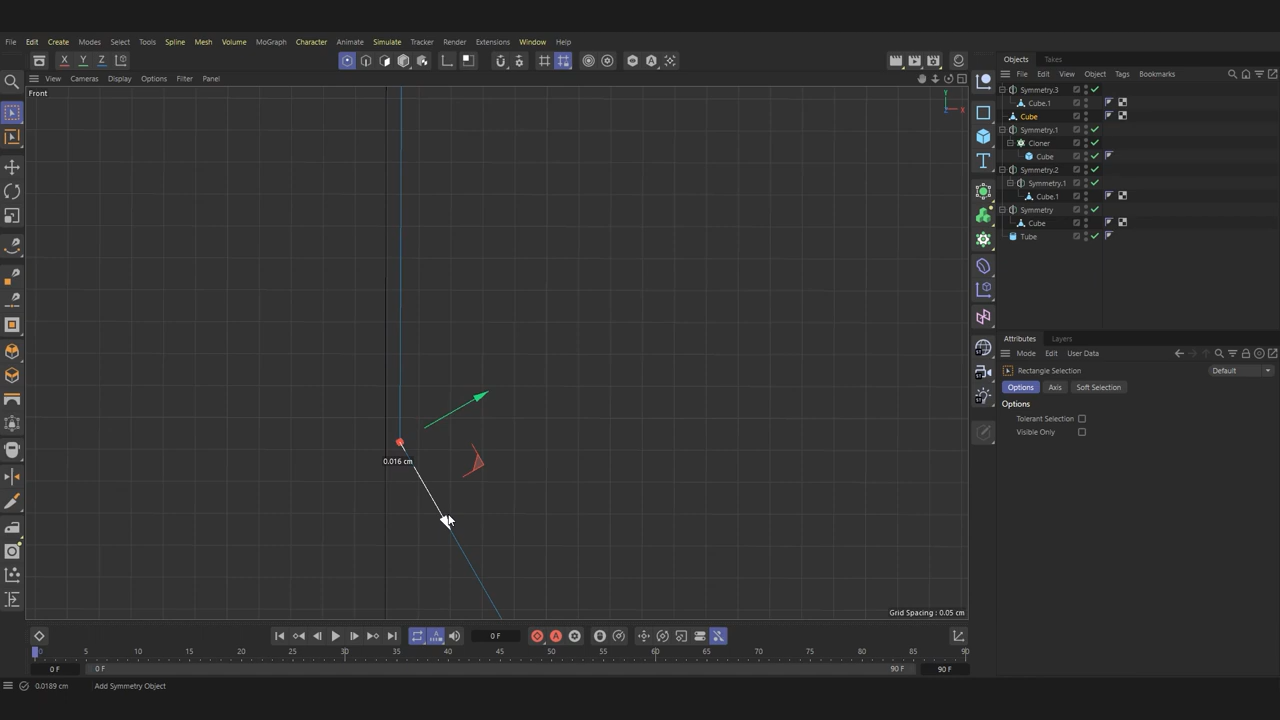 File Edit Create Modes Select Tools Spline Mesh Volume MoGraph Character Animate Simulate Tracker Render Extensions Window Help
X Y Z
Objects Takes
View Cameras Display Options Filter Panel
File Edit View Object Tags Bookmarks
Front
Y
X
Symmetry.3
Cube.1
Cube
Symmetry.1
Cloner
Cube
Symmetry.2
Symmetry.1
Cube.1
Symmetry
Cube
Tube
Attributes Layers
Mode Edit User Data
Rectangle Selection Default
Options Axis Soft Selection
Options
Tolerant Selection
Visible Only
0.016 cm
Grid Spacing : 0.05 cm
0 F
0 5 10 15 20 25 30 35 40 45 50 55 60 65 70 75 80 85 90
0 F 0 F 90 F 90 F
0.0189 cm Add Symmetry Object